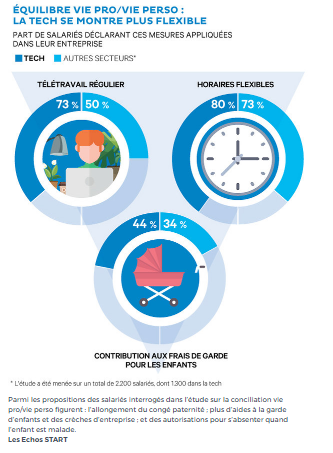 ÉQUILIBRE VIE PRO/VIE PERSO :
LA TECH SE MONTRE PLUS FLEXIBLE
PART DE SALARIÉS DÉCLARANT CES MESURES APPLIQUÉES
DANS LEUR ENTREPRISE
TECH AUTRES SECTEURS*
TÉLÉTRAVAIL RÉGULIER
73 % 50 %
HORAIRES FLEXIBLES
80 % 73 %
44 % 34 %
CONTRIBUTION AUX FRAIS DE GARDE
POUR LES ENFANTS
* L'étude a été menée sur un total de 2.200 salariés, dont 1.300 dans la tech
Parmi les propositions des salariés interrogés dans l'étude sur la conciliation vie
pro/vie perso figurent : l'allongement du congé paternité ; plus d'aides à la garde
d'enfants et des crèches d'entreprise ; et des autorisations pour s'absenter quand
l'enfant est malade.
Les Echos START